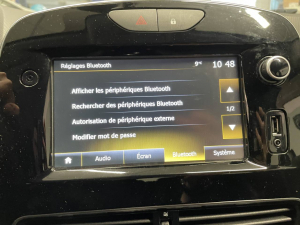 Réglages Bluetooth 9° 10 48
Afficher les périphériques Bluetooth
Rechercher des périphériques Bluetooth
Autorisation de périphérique externe
1/2
Modifier mot de passe
Audio Écran Bluetooth Système